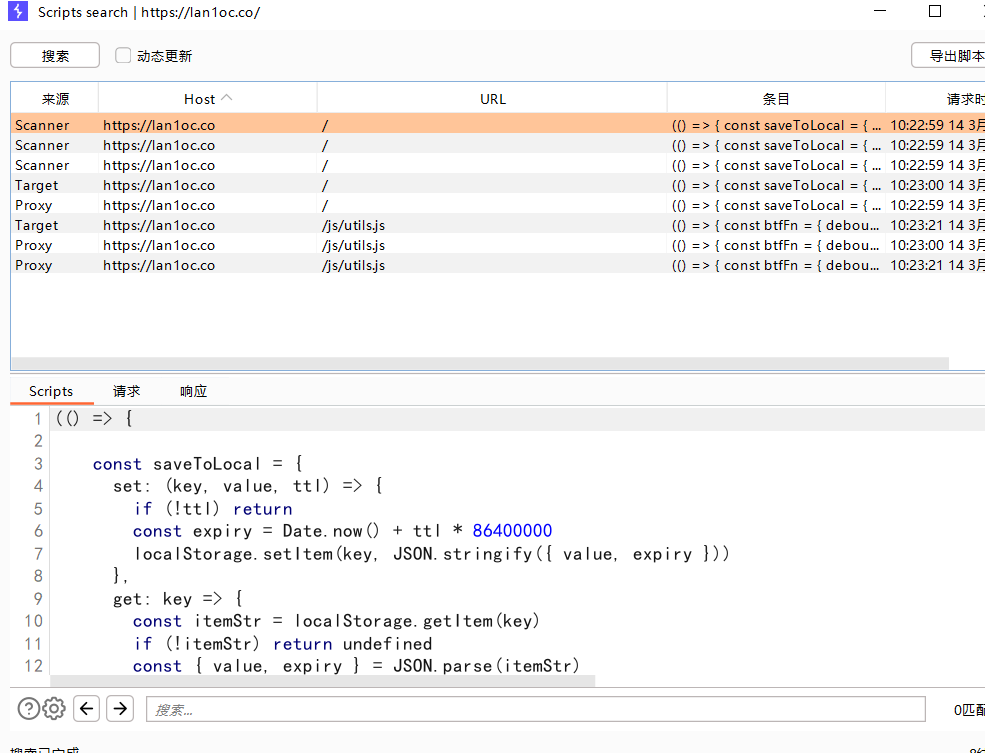 Scripts search | https://lan1oc.co/
搜索 动态更新 导出脚本
来源 Host URL 条目 请求时
Scanner https://lan1oc.co / (() => { const saveToLocal = { ... 10:22:59 14 3月
Scanner https://lan1oc.co / (() => { const saveToLocal = { ... 10:22:59 14 3月
Scanner https://lan1oc.co / (() => { const saveToLocal = { ... 10:22:59 14 3月
Target https://lan1oc.co / (() => { const saveToLocal = { ... 10:23:00 14 3月
Proxy https://lan1oc.co / (() => { const saveToLocal = { ... 10:22:59 14 3月
Target https://lan1oc.co /js/utils.js (() => { const btfFn = { debou... 10:23:21 14 3月
Proxy https://lan1oc.co /js/utils.js (() => { const btfFn = { debou... 10:23:00 14 3月
Proxy https://lan1oc.co /js/utils.js (() => { const btfFn = { debou... 10:23:21 14 3月
Scripts 请求 响应
1 (() => {
2
3 const saveToLocal = {
4 set: (key, value, ttl) => {
5 if (!ttl) return
6 const expiry = Date.now() + ttl * 86400000
7 localStorage.setItem(key, JSON.stringify({ value, expiry }))
8 },
9 get: key => {
10 const itemStr = localStorage.getItem(key)
11 if (!itemStr) return undefined
12 const { value, expiry } = JSON.parse(itemStr)
搜索... 0匹配
搜索已完成